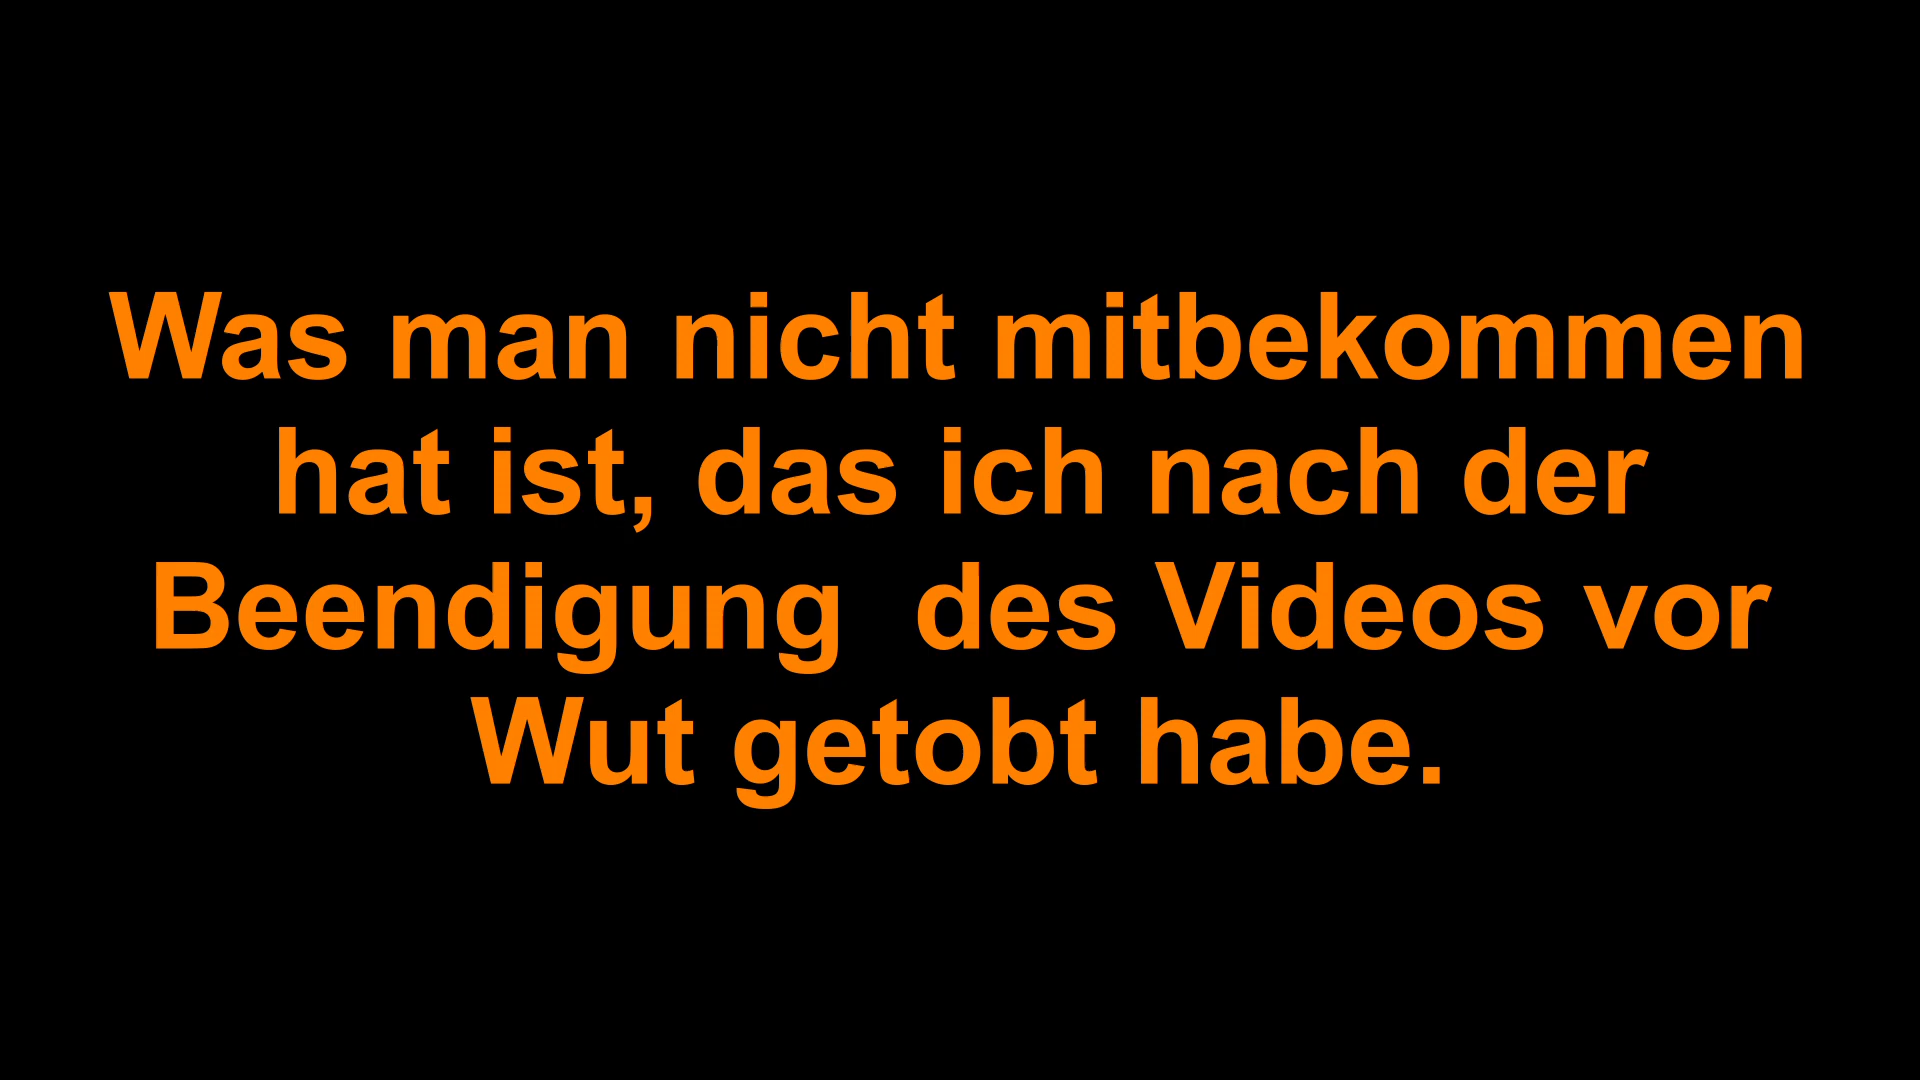 Was man nicht mitbekommen
hat ist, das ich nach der
Beendigung  des Videos vor
Wut getobt habe.